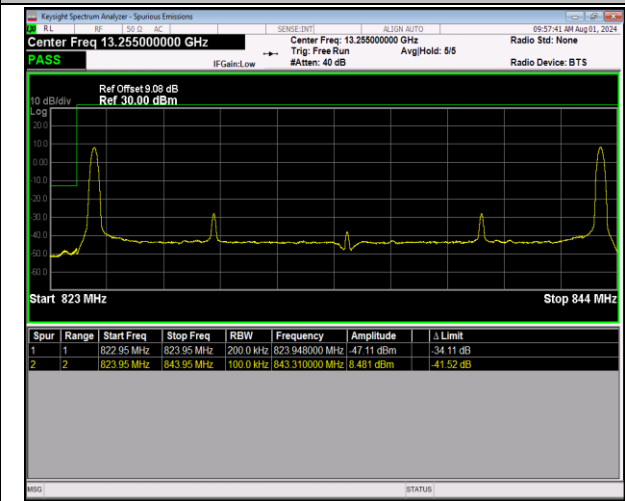 Keysight Spectrum Analyzer - Spurious Emissions
RL RF 50 Ω AC SENSE:INT ALIGN AUTO 09:57:41 AM Aug 01, 2024
Center Freq 13.255000000 GHz Center Freq: 13.255000000 GHz Radio Std: None
Trig: Free Run Avg|Hold: 5/5
PASS IFGain:Low #Atten: 40 dB Radio Device: BTS
Ref Offset 9.08 dB
10 dB/div Ref 30.00 dBm
Log
20.0
10.0
0.00
-10.0
-20.0
-30.0
-40.0
-50.0
-60.0
Start 823 MHz Stop 844 MHz
Spur Range Start Freq Stop Freq RBW Frequency Amplitude Δ Limit
1 1 822.95 MHz 823.95 MHz 200.0 kHz 823.948000 MHz -47.11 dBm -34.11 dB
2 2 823.95 MHz 843.95 MHz 100.0 kHz 843.310000 MHz 8.481 dBm -41.52 dB
MSG STATUS